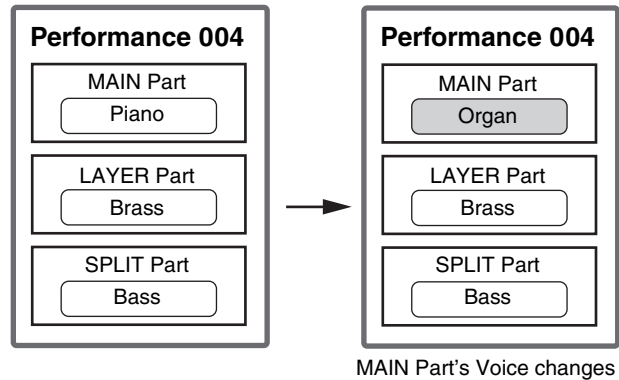 Performance 004
MAIN Part
Piano
LAYER Part
Brass
SPLIT Part
Bass
Performance 004
MAIN Part
Organ
LAYER Part
Brass
SPLIT Part
Bass
MAIN Part's Voice changes